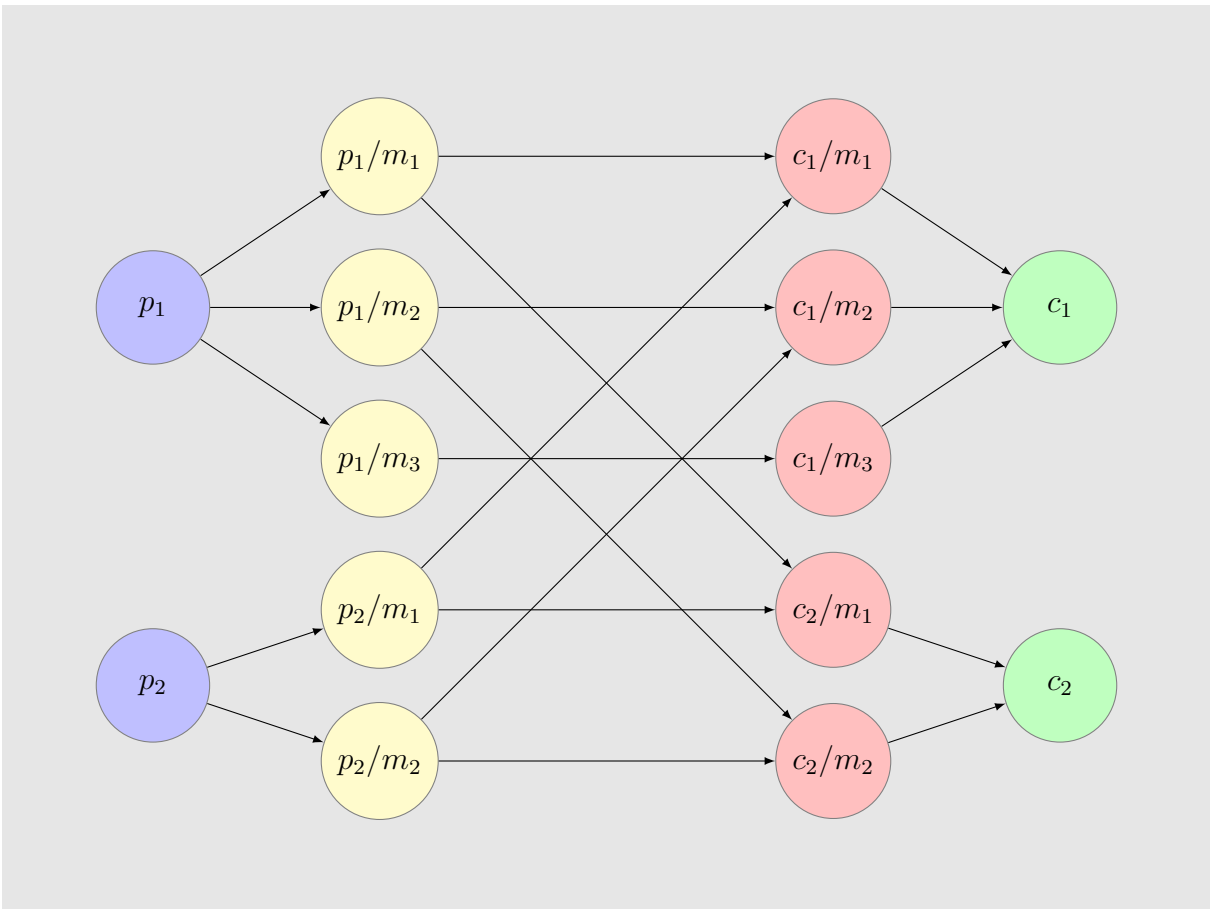 p₁/m₁
c₁/m₁
p₁
p₁/m₂
c₁/m₂
c₁
p₁/m₃
c₁/m₃
p₂/m₁
c₂/m₁
p₂
c₂
p₂/m₂
c₂/m₂